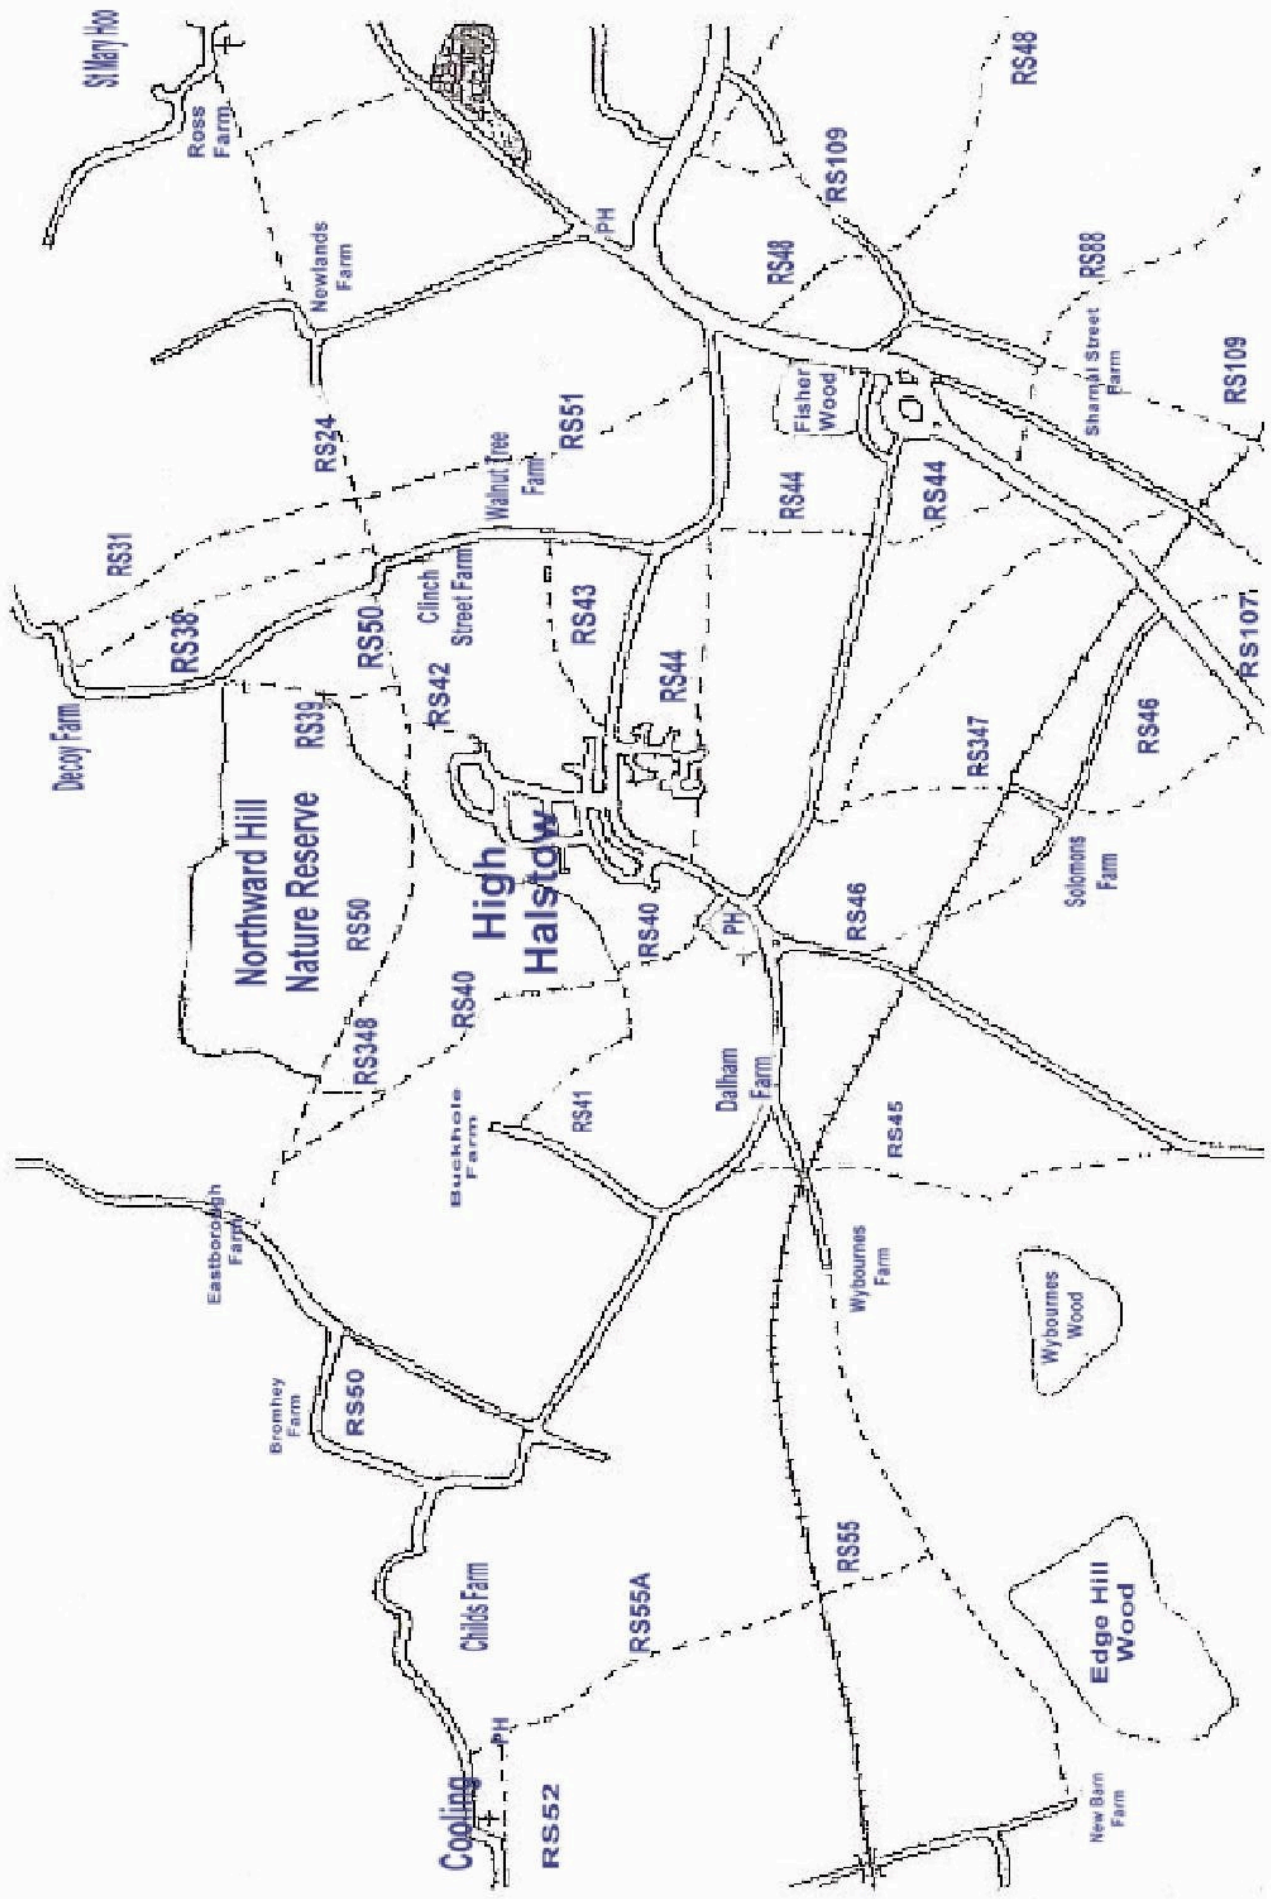 St Mary Hoo
Ross
Farm
RS48
RS109
PH
Newlands
Farm
RS48
RS88
Sharnal Street
Farm
RS109
Fisher
Wood
RS51
RS24
Walnut Tree
Farm
RS44
RS44
RS31
Clinch
Street Farm
RS43
RS38
RS50
RS42
RS44
RS107
RS46
RS347
Decoy Farm
RS39
Northward Hill
Nature Reserve
RS50
High
Halstow
Solomons
Farm
RS46
PH
RS40
RS40
RS348
Dalham
Farm
RS41
Buckhole
Farm
RS45
Eastborough
Farm
Wybournes
Farm
Wybournes
Wood
Bromhey
Farm
RS50
RS55
RS55A
Childs Farm
Edge Hill
Wood
PH
Cooling
RS52
New Barn
Farm